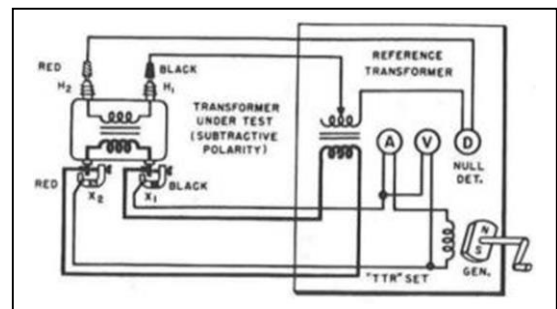 RED
H₂
BLACK
H₁
TRANSFORMER
UNDER TEST
(SUBTRACTIVE
POLARITY)
REFERENCE
TRANSFORMER
A
V
D
NULL
DET.
RED
X₂
X₁
BLACK
N
S
GEN.
"TTR" SET